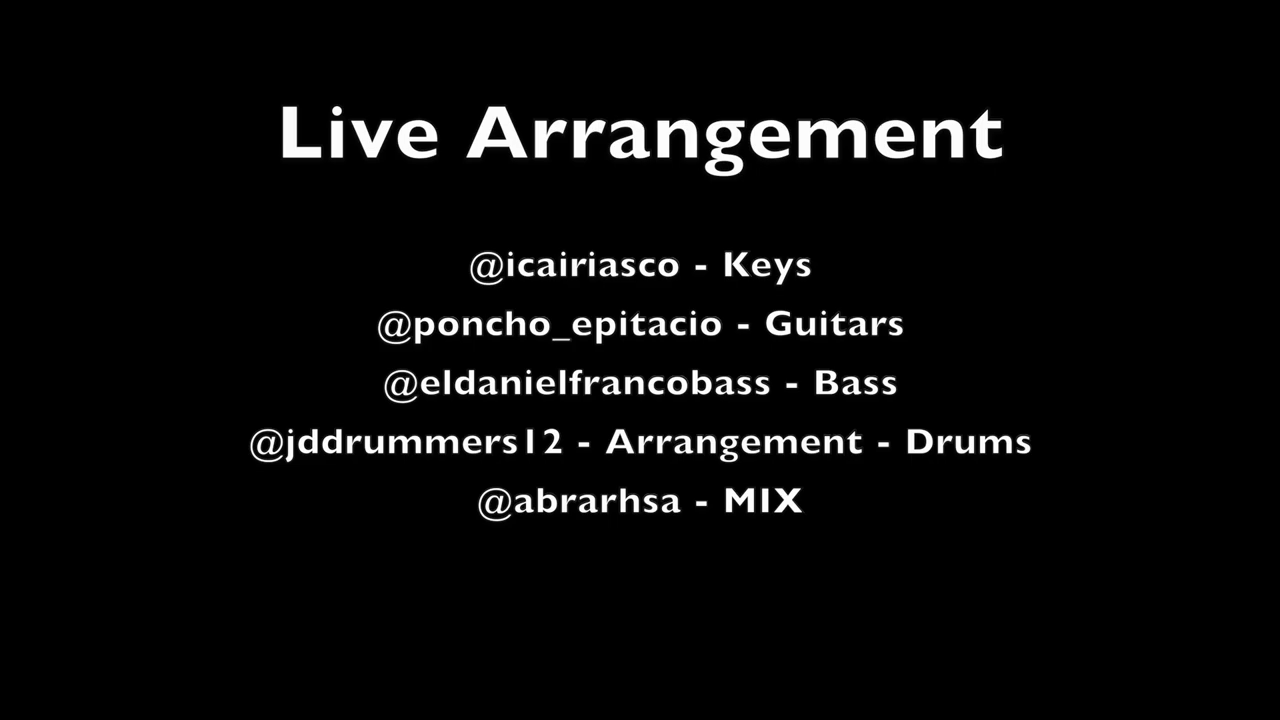 Live Arrangement
@icairiasco - Keys
@poncho_epitacio - Guitars
@eldanielfrancobass - Bass
@jddrummers12 - Arrangement - Drums
@abrarhsa - MIX